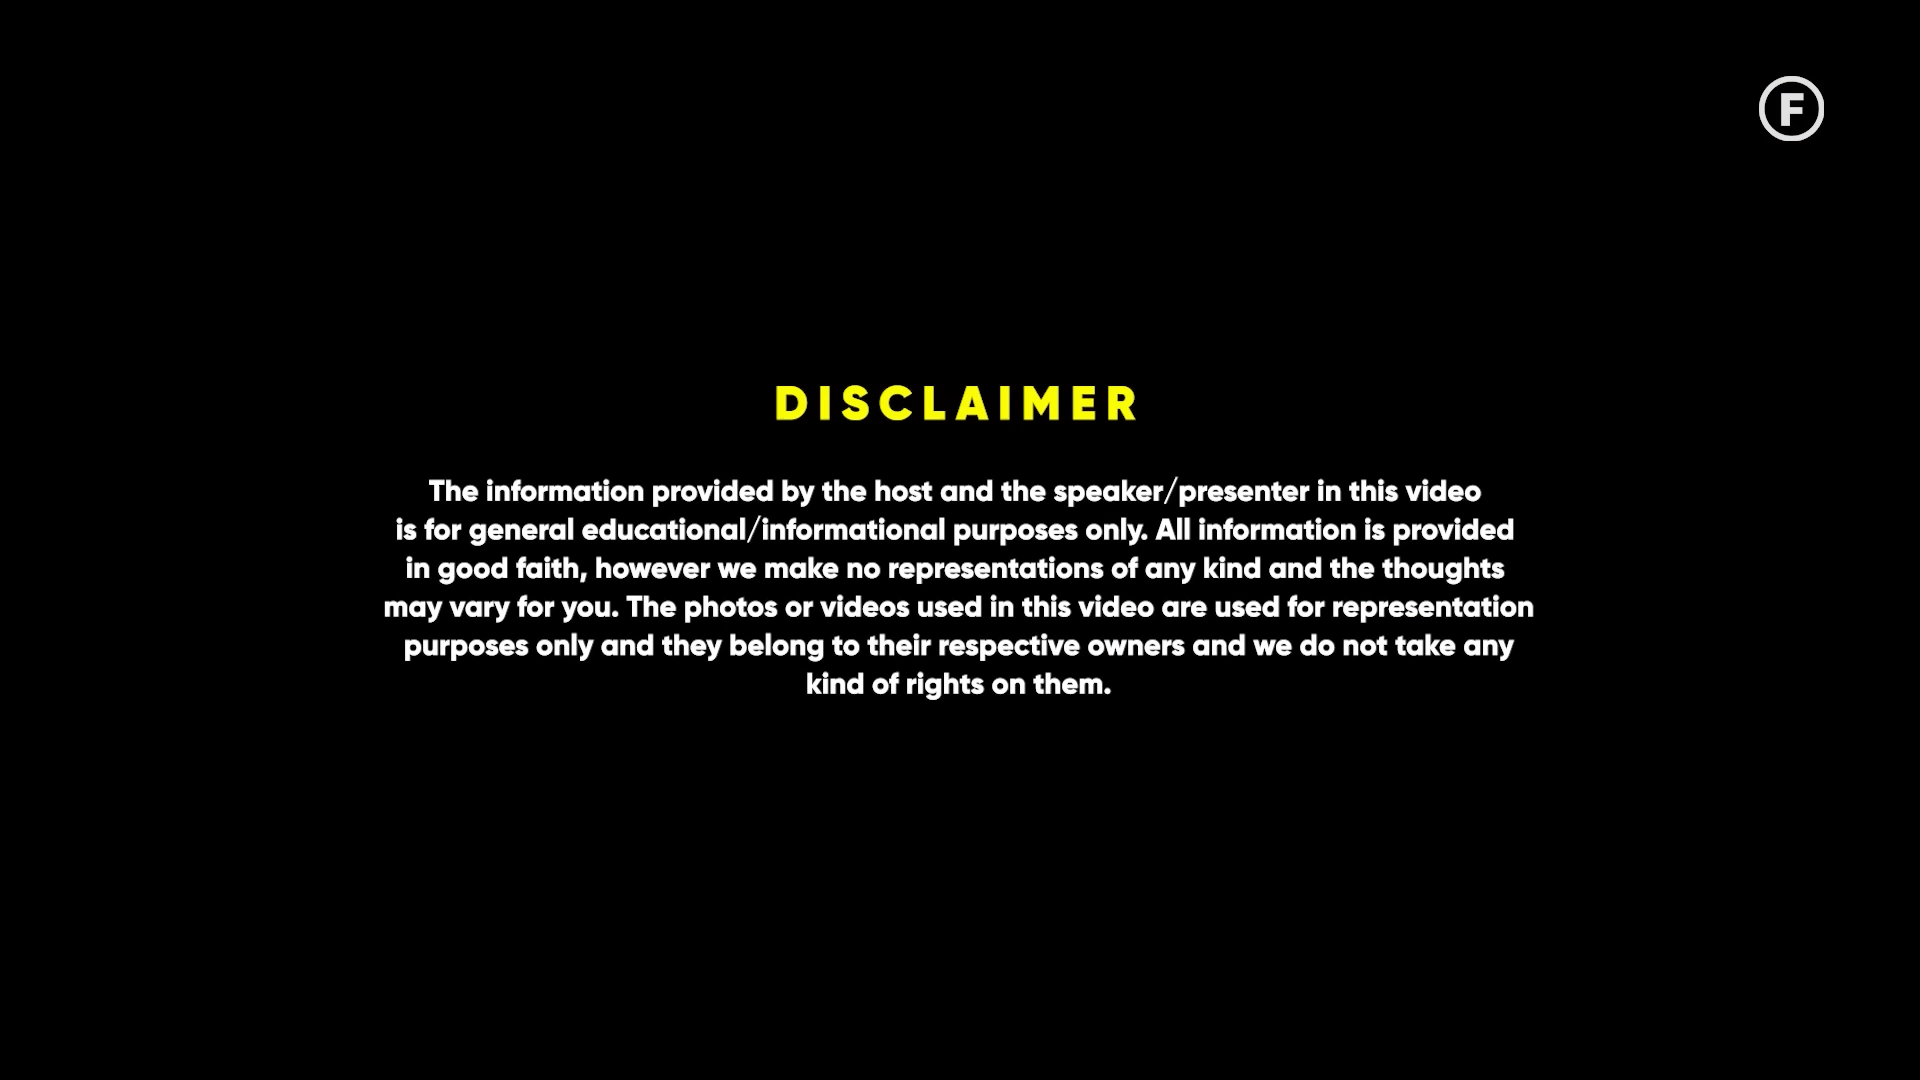 F
DISCLAIMER
The information provided by the host and the speaker/presenter in this video
is for general educational/informational purposes only. All information is provided
in good faith, however we make no representations of any kind and the thoughts
may vary for you. The photos or videos used in this video are used for representation
purposes only and they belong to their respective owners and we do not take any
kind of rights on them.